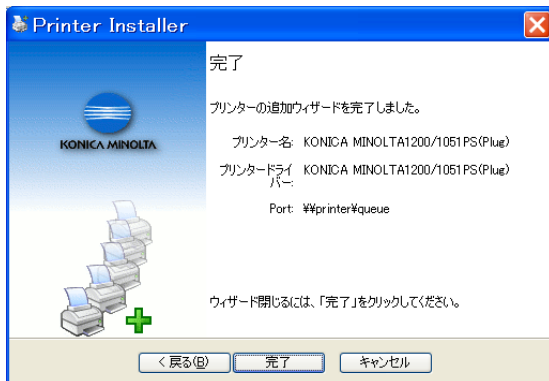 Printer Installer
完了
プリンターの追加ウィザードを完了しました。
KONICA MINOLTA
プリンター名: KONICA MINOLTA1200/1051PS(Plug)
プリンタードライ KONICA MINOLTA1200/1051PS(Plug)
バー:
Port: ¥¥printer¥queue
ウィザード閉じるには、「完了」をクリックしてください。
< 戻る(B) 完了 キャンセル